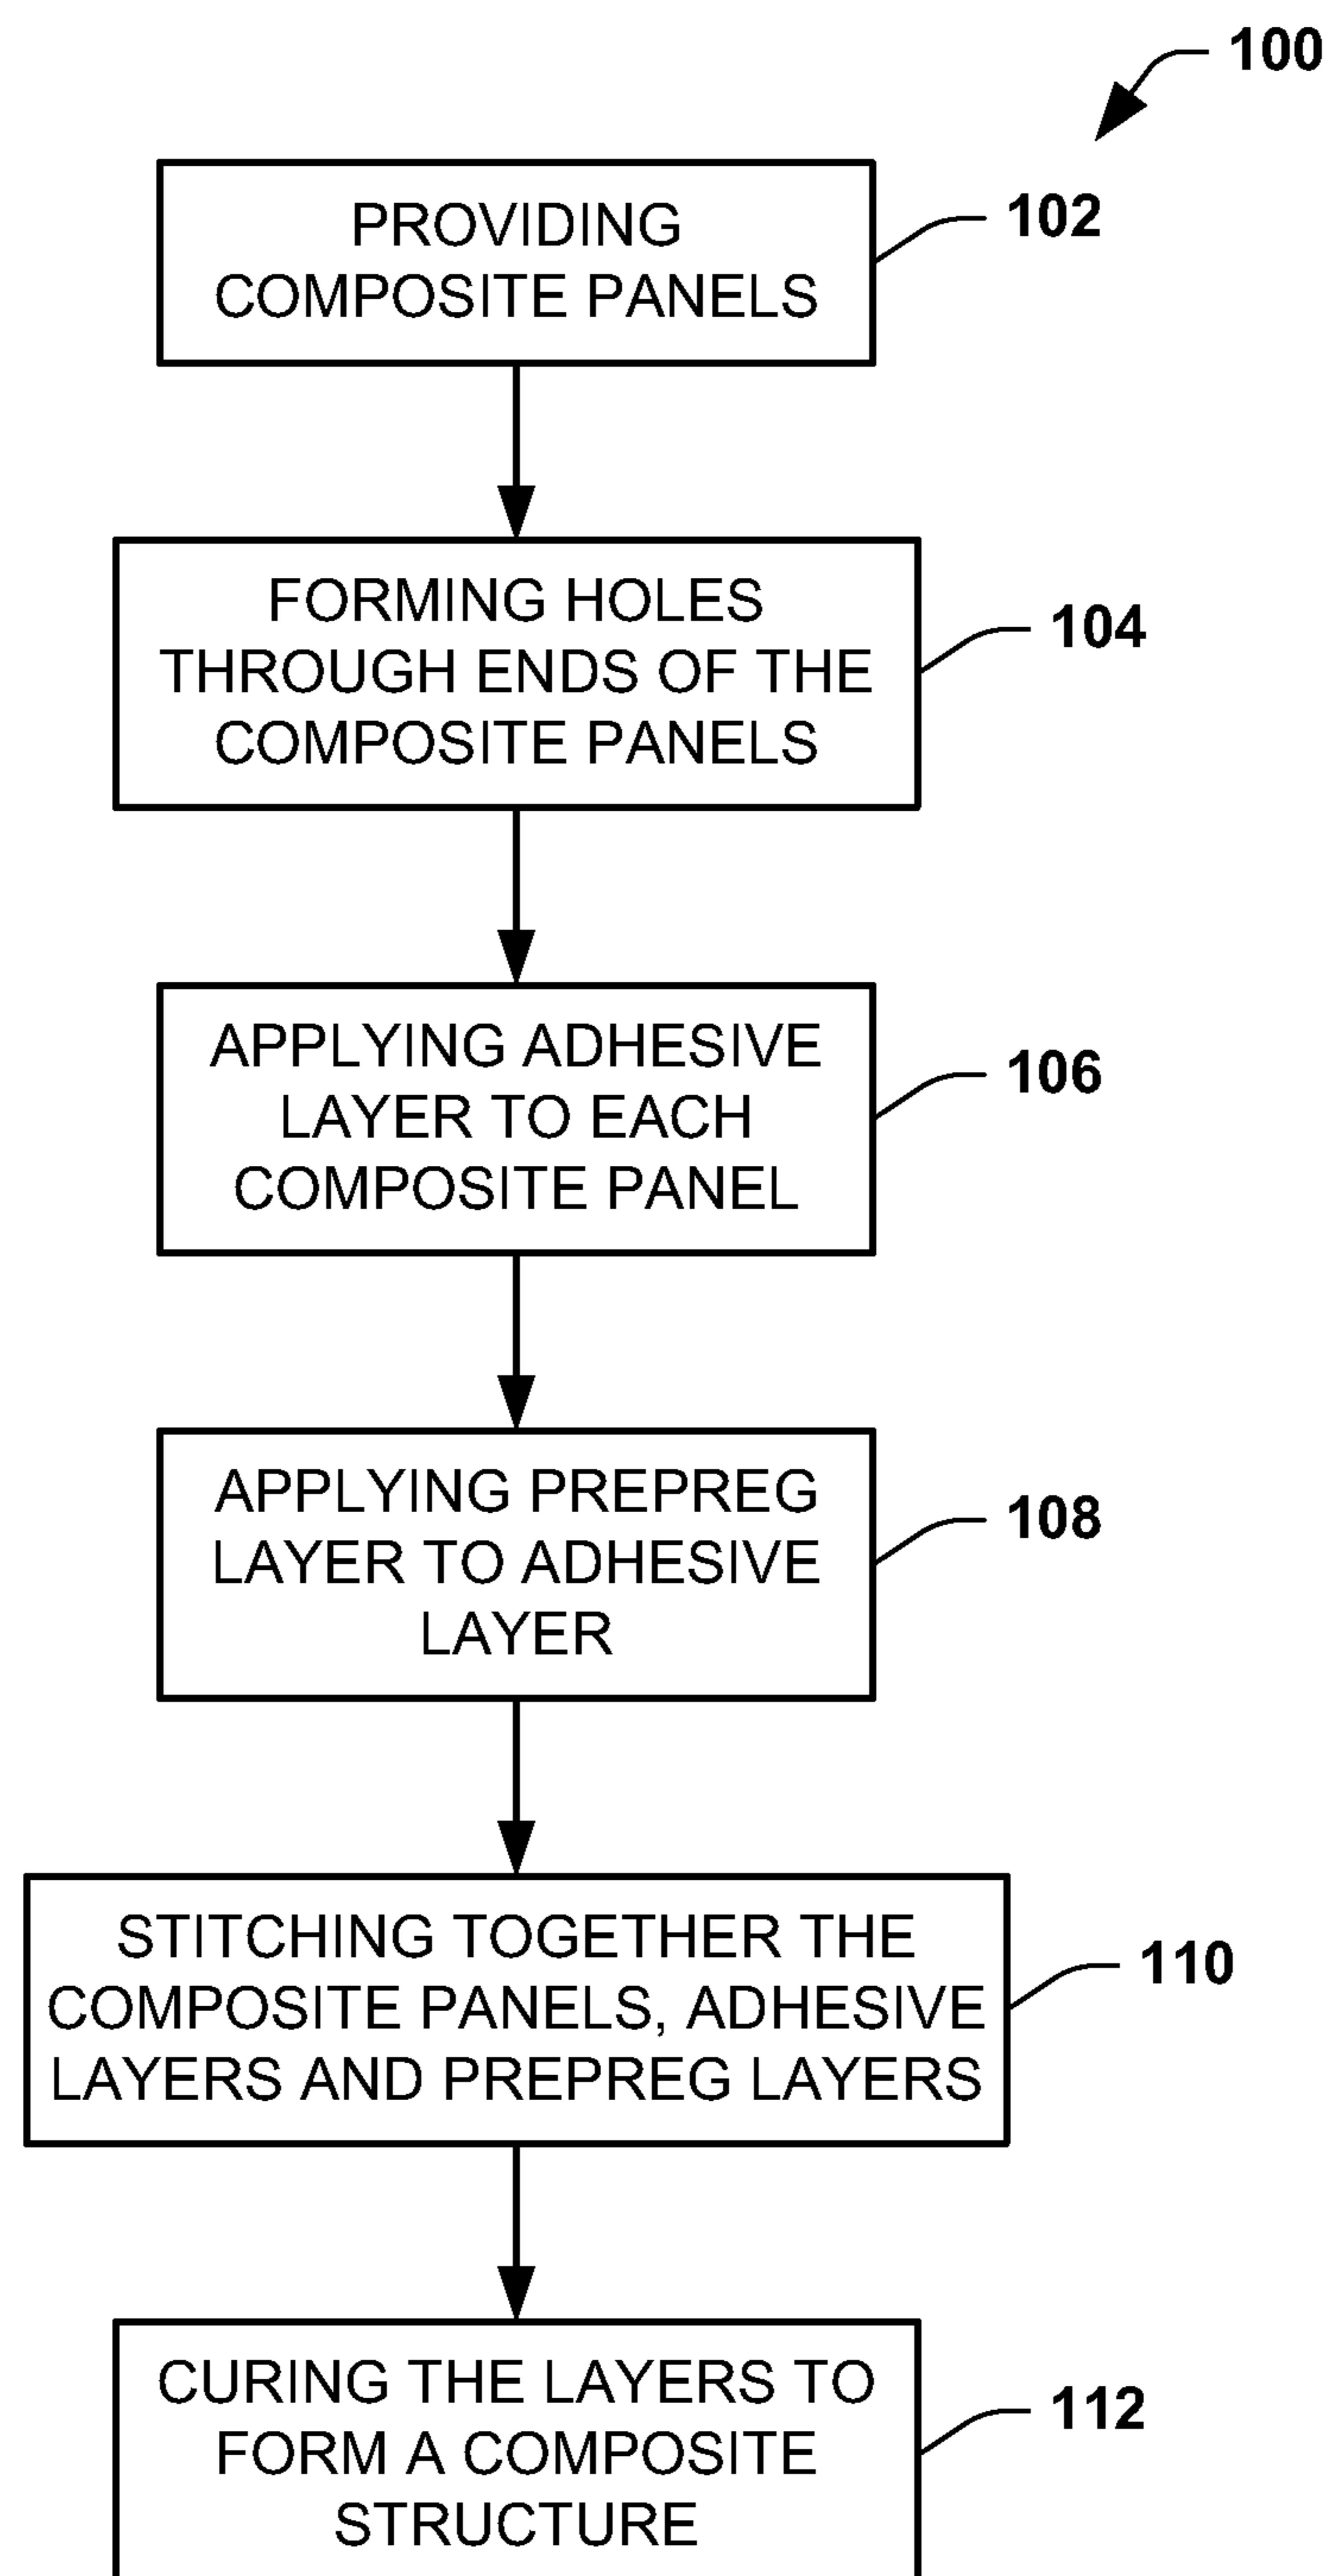 100
PROVIDING
COMPOSITE PANELS
102
FORMING HOLES
THROUGH ENDS OF THE
COMPOSITE PANELS
104
APPLYING ADHESIVE
LAYER TO EACH
COMPOSITE PANEL
106
APPLYING PREPREG
LAYER TO ADHESIVE
LAYER
108
STITCHING TOGETHER THE
COMPOSITE PANELS, ADHESIVE
LAYERS AND PREPREG LAYERS
110
CURING THE LAYERS TO
FORM A COMPOSITE
STRUCTURE
112